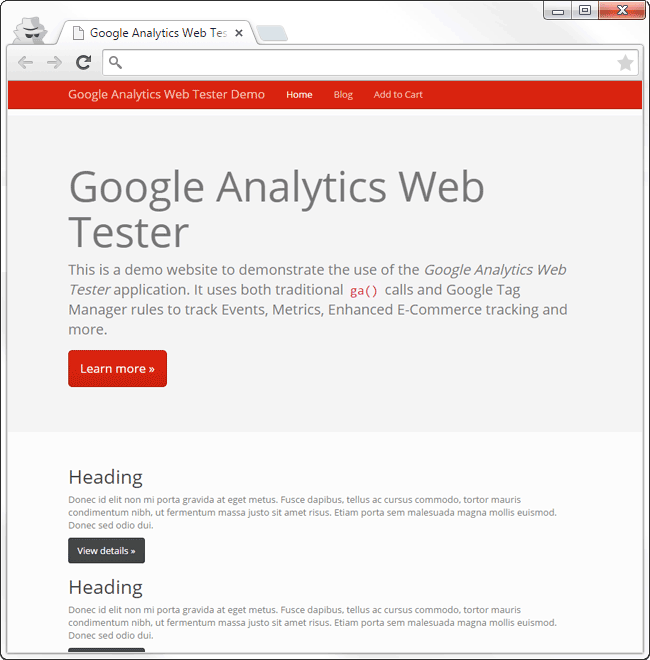 Google Analytics Web Tes
Google Analytics Web Tester Demo Home Blog Add to Cart
Google Analytics Web
Tester
This is a demo website to demonstrate the use of the Google Analytics Web
Tester application. It uses both traditional ga() calls and Google Tag
Manager rules to track Events, Metrics, Enhanced E-Commerce tracking and
more.
Learn more »
Heading
Donec id elit non mi porta gravida at eget metus. Fusce dapibus, tellus ac cursus commodo, tortor mauris
condimentum nibh, ut fermentum massa justo sit amet risus. Etiam porta sem malesuada magna mollis euismod.
Donec sed odio dui.
View details »
Heading
Donec id elit non mi porta gravida at eget metus. Fusce dapibus, tellus ac cursus commodo, tortor mauris
condimentum nibh, ut fermentum massa justo sit amet risus. Etiam porta sem malesuada magna mollis euismod.
Donec sed odio dui.